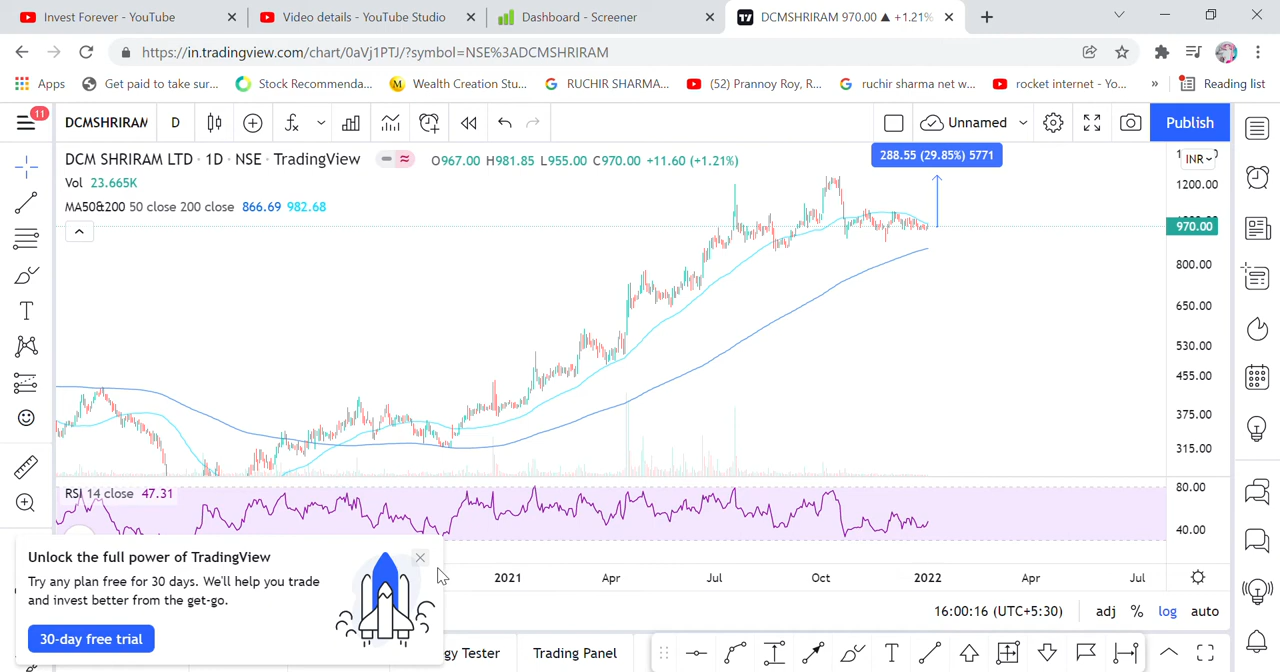 Invest Forever - YouTube
Video details - YouTube Studio
Dashboard - Screener
DCMSHRIRAM 970.00 ▲ +1.21%
https://in.tradingview.com/chart/0aVj1PTJ/?symbol=NSE%3ADCMSHRIRAM
Apps
Get paid to take sur...
Stock Recommenda...
Wealth Creation Stu...
RUCHIR SHARMA...
(52) Prannoy Roy, R...
ruchir sharma net w...
rocket internet - Yo...
»
Reading list
11
DCMSHRIRAM
D
Unnamed
Publish
DCM SHRIRAM LTD · 1D · NSE · TradingView
O967.00 H981.85 L955.00 C970.00 +11.60 (+1.21%)
288.55 (29.85%) 5771
INR
Vol 23.665K
MA50&200 50 close 200 close 866.69 982.68
1200.00
970.00
800.00
650.00
530.00
455.00
375.00
315.00
RSI 14 close 47.31
80.00
40.00
Unlock the full power of TradingView
Try any plan free for 30 days. We'll help you trade
and invest better from the get-go.
30-day free trial
2021
Apr
Jul
Oct
2022
Apr
Jul
16:00:16 (UTC+5:30)
adj
%
log
auto
gy Tester
Trading Panel